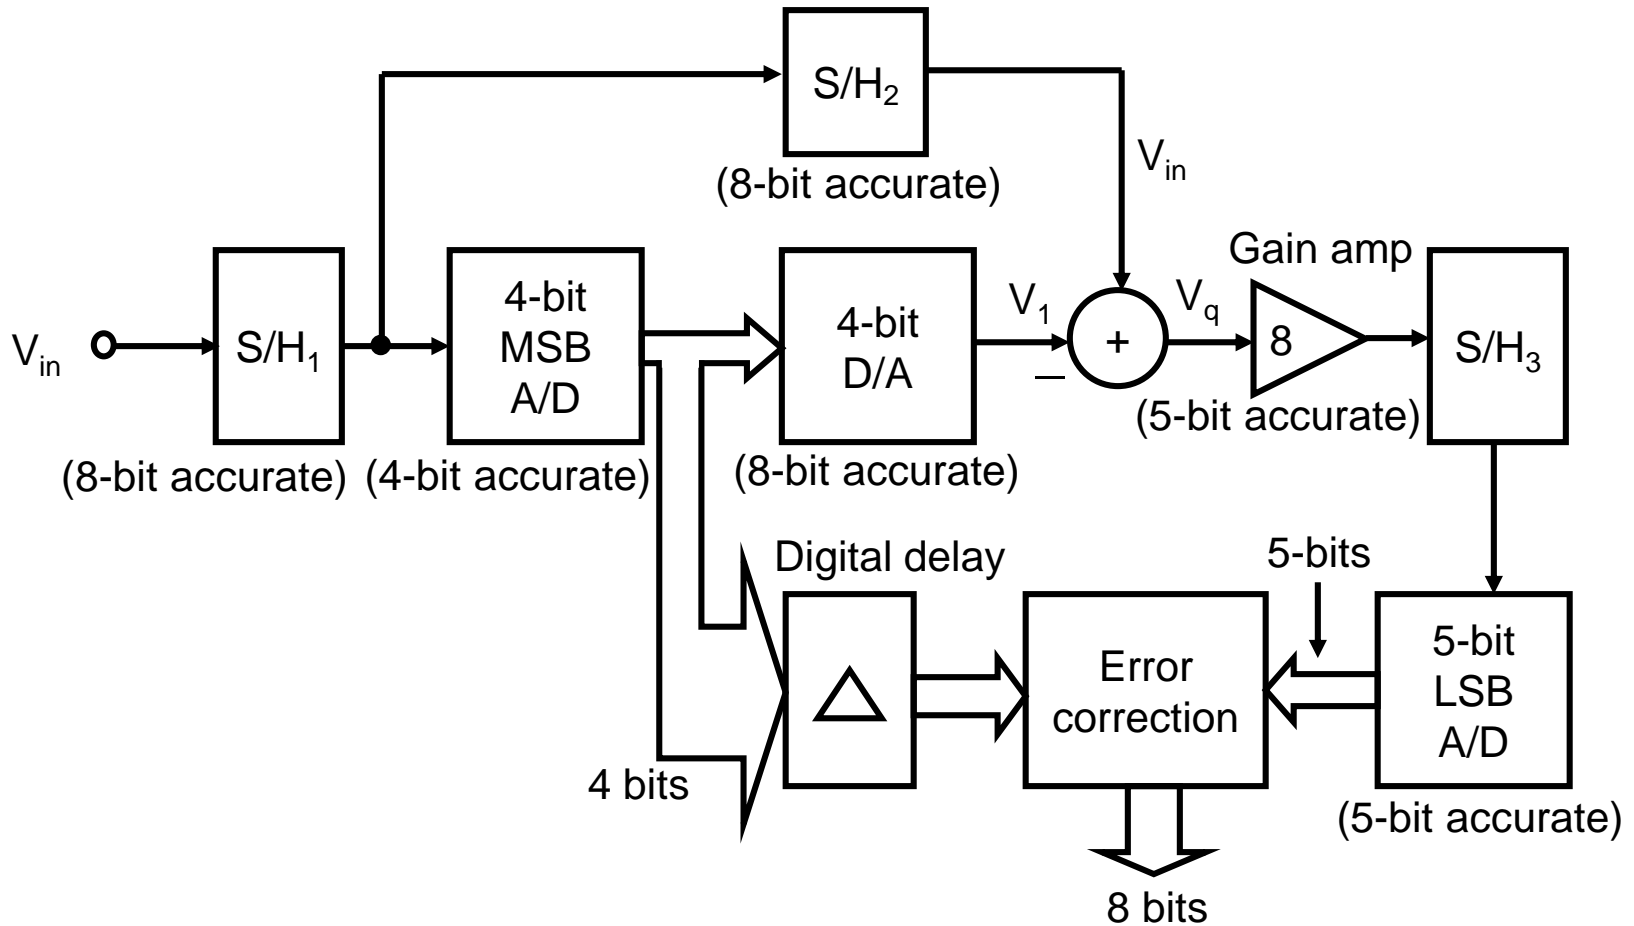 S/H2
(8-bit accurate)
Vin
Vin
S/H1
(8-bit accurate)
4-bit
MSB
A/D
(4-bit accurate)
4-bit
D/A
(8-bit accurate)
V1
−
+
Vq
Gain amp
8
(5-bit accurate)
S/H3
Digital delay
△
4 bits
Error
correction
5-bits
5-bit
LSB
A/D
(5-bit accurate)
8 bits